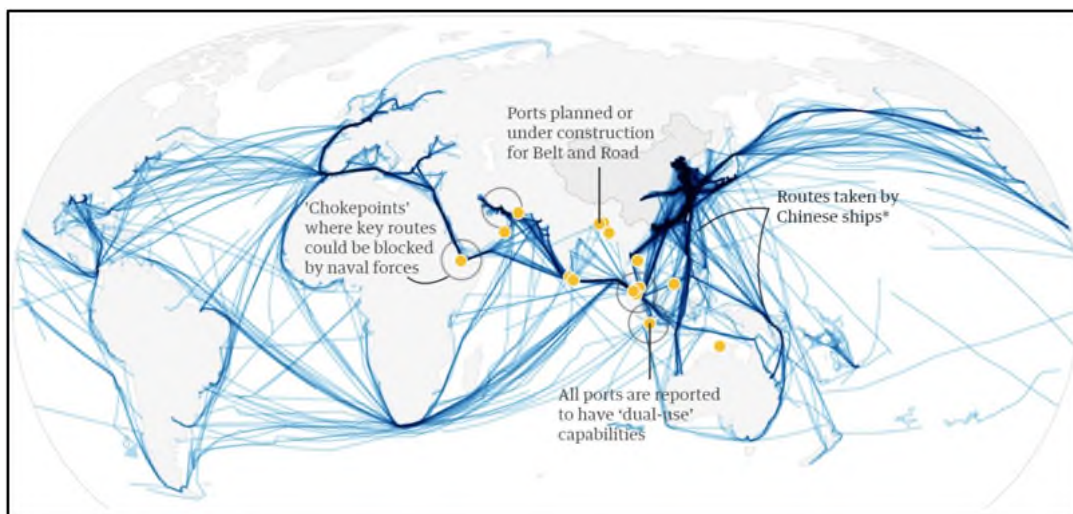 Ports planned or
under construction
for Belt and Road
'Chokepoints'
where key routes
could be blocked
by naval forces
Routes taken by
Chinese ships*
All ports are reported
to have 'dual-use'
capabilities